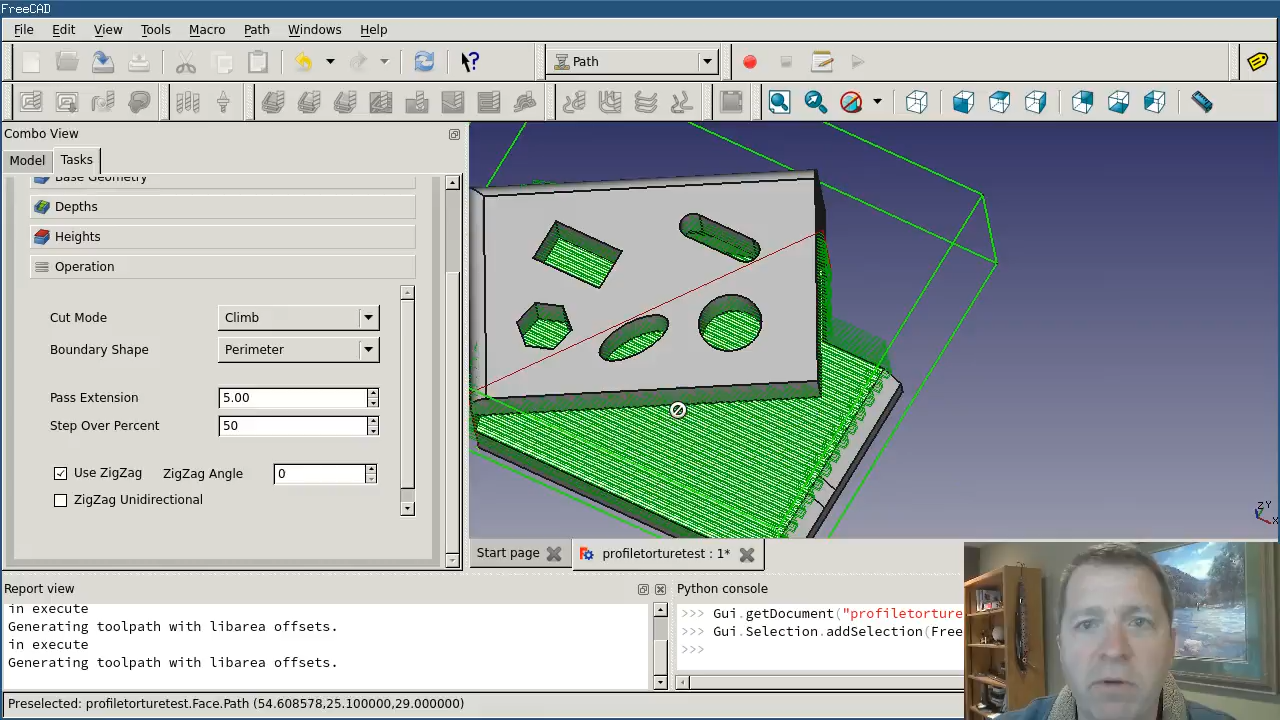 FreeCAD
File Edit View Tools Macro Path Windows Help
Path
Combo View
Model Tasks
Base Geometry
Depths
Heights
Operation
Cut Mode Climb
Boundary Shape Perimeter
Pass Extension 5.00
Step Over Percent 50
Use ZigZag ZigZag Angle 0
ZigZag Unidirectional
Z Y X
Start page profiletorturetest : 1*
Report view
in execute
Generating toolpath with libarea offsets.
in execute
Generating toolpath with libarea offsets.
Python console
>>> Gui.getDocument("profiletorture
>>> Gui.Selection.addSelection(Free
>>>
Preselected: profiletorturetest.Face.Path (54.608578,25.100000,29.000000)